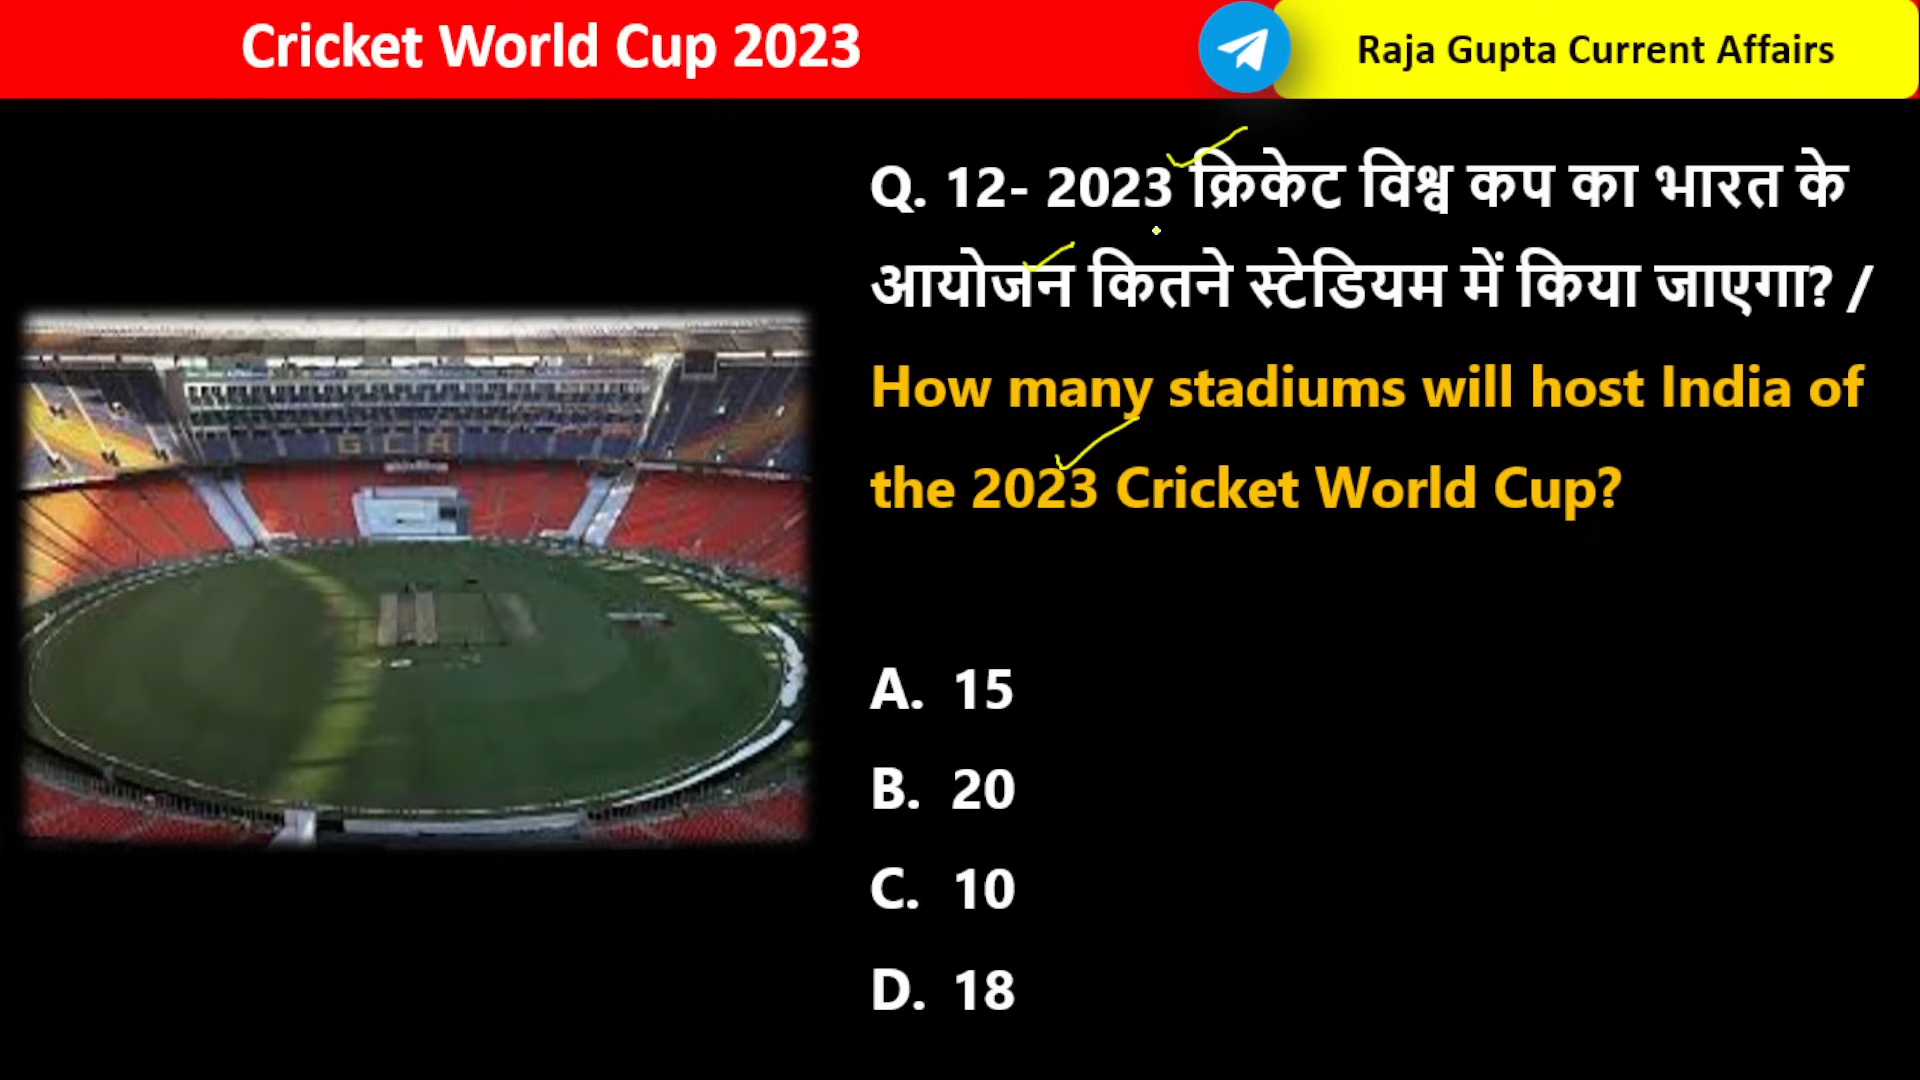 Cricket World Cup 2023
Raja Gupta Current Affairs
Q. 12- 2023 क्रिकेट विश्व कप का भारत के
आयोजन कितने स्टेडियम में किया जाएगा? /
How many stadiums will host India of
the 2023 Cricket World Cup?
GCA
A. 15
B. 20
C. 10
D. 18